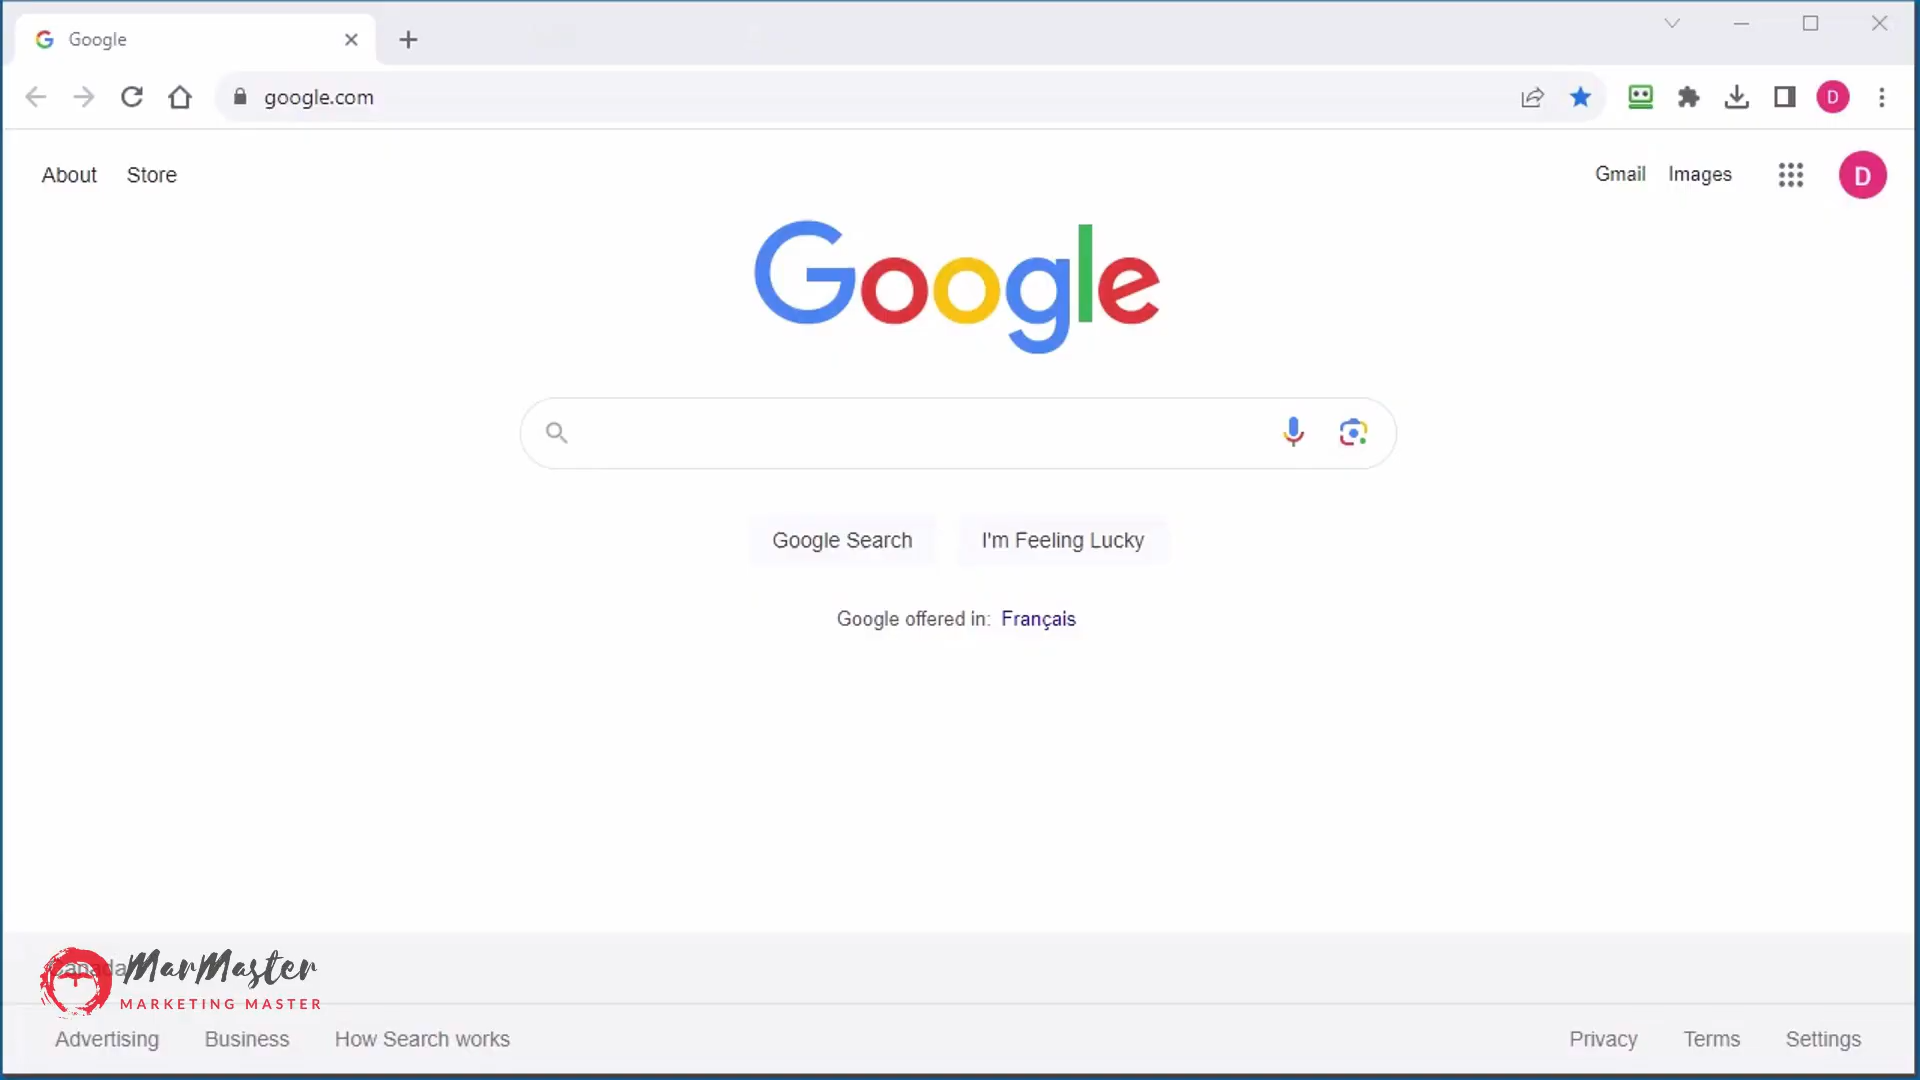 Google
google.com
D
About Store
Gmail Images
D
Google
Google Search I'm Feeling Lucky
Google offered in: Français
Canada
MarMaster
MARKETING MASTER
Advertising Business How Search works
Privacy Terms Settings